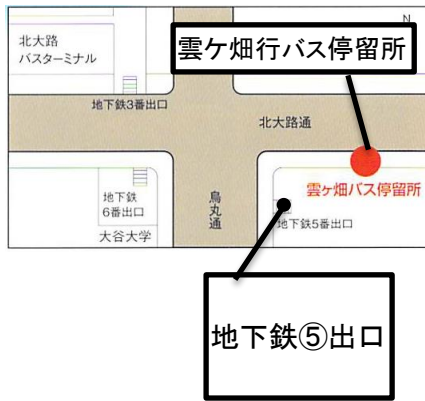 N
北大路
バスターミナル
雲ケ畑行バス停留所
地下鉄3番出口
北大路通
雲ヶ畑バス停留所
地下鉄
6番出口
烏丸通
地下鉄5番出口
大谷大学
地下鉄⑤出口